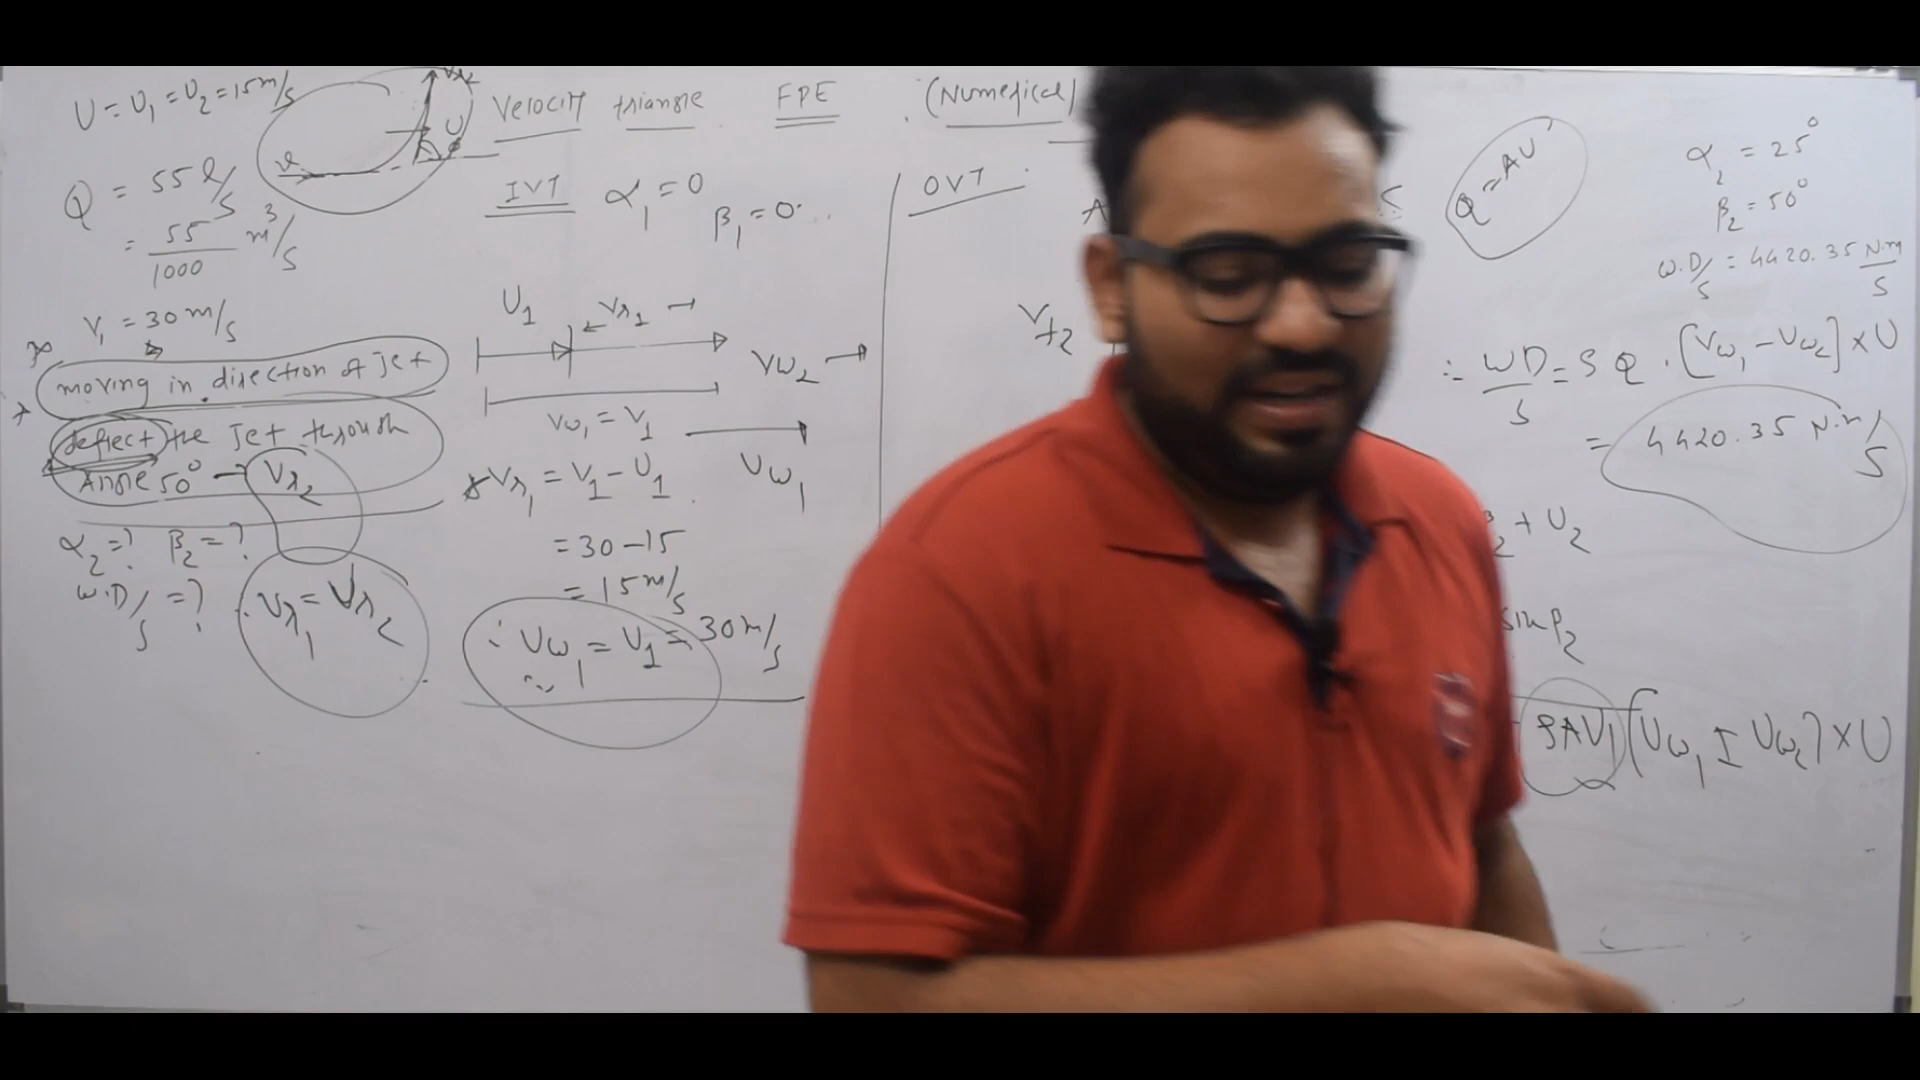 Velocity triangle FPE (Numerical)
U = U1 = U2 = 15 m/s
Q = 55 l/s
= 55/1000 m³/s
V1 = 30 m/s
moving in direction of jet
deflect the jet through
Angle 50° – Vr2
α2 = ? β2 = ?
W.D/s = ?
∴ Vr1 = Vr2
IVT α1 = 0
β1 = 0
U1 Vr1
Vw1 = V1
Vr1 = V1 - U1
= 30 - 15
= 15 m/s
∴ Vw1 = V1 = 30 m/s
Vw2
Vw1
OVT
Vf2
Q = AV
α2 = 25°
β2 = 50°
W.D/s = 4420.35 N.m/s
∴ WD/s = ρ Q · [Vw1 - Vw2] × U
= 4420.35 N.m/s
2 + U2
sin β2
ρAV1 (Vw1 ± Vw2) × U